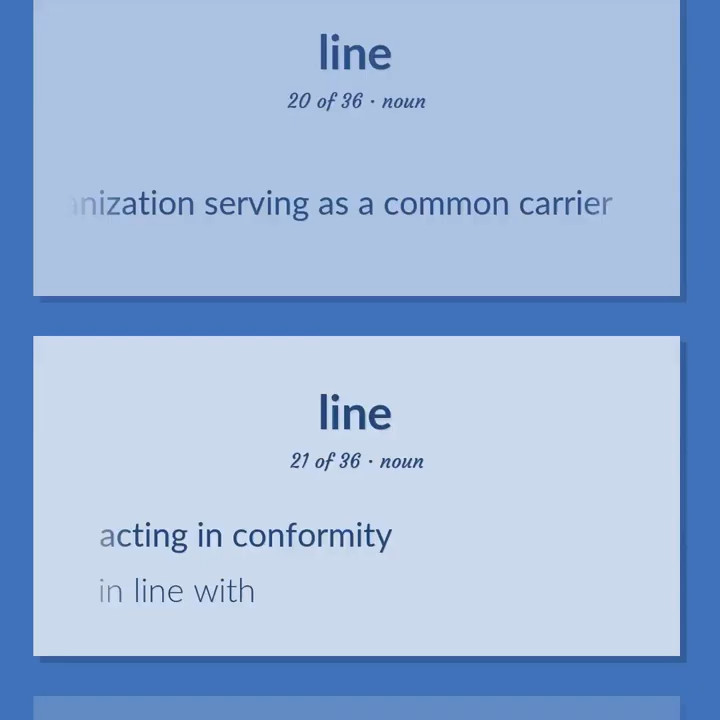 line
20 of 36 · noun
anization serving as a common carrier
line
21 of 36 · noun
acting in conformity
in line with